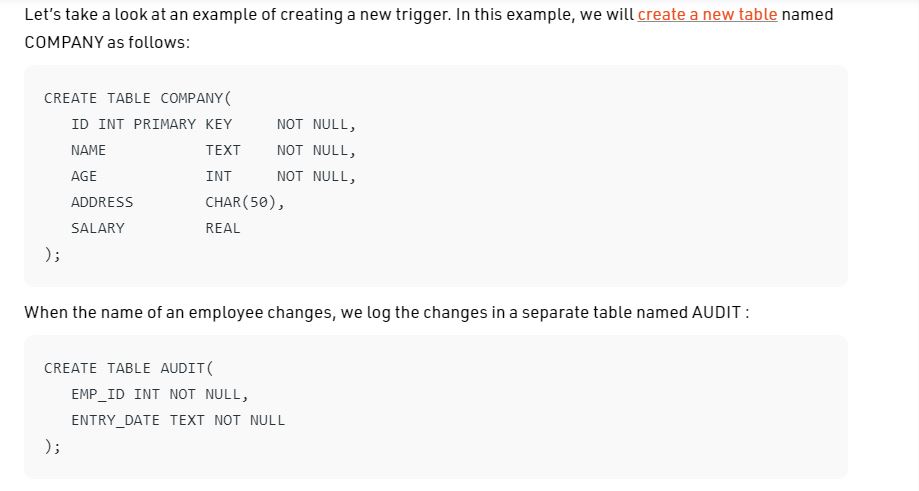 Let's take a look at an example of creating a new trigger. In this example, we will create a new table named
COMPANY as follows:
CREATE TABLE COMPANY(
   ID INT PRIMARY KEY     NOT NULL,
   NAME           TEXT    NOT NULL,
   AGE            INT     NOT NULL,
   ADDRESS        CHAR(50),
   SALARY         REAL
);
When the name of an employee changes, we log the changes in a separate table named AUDIT :
CREATE TABLE AUDIT(
   EMP_ID INT NOT NULL,
   ENTRY_DATE TEXT NOT NULL
);